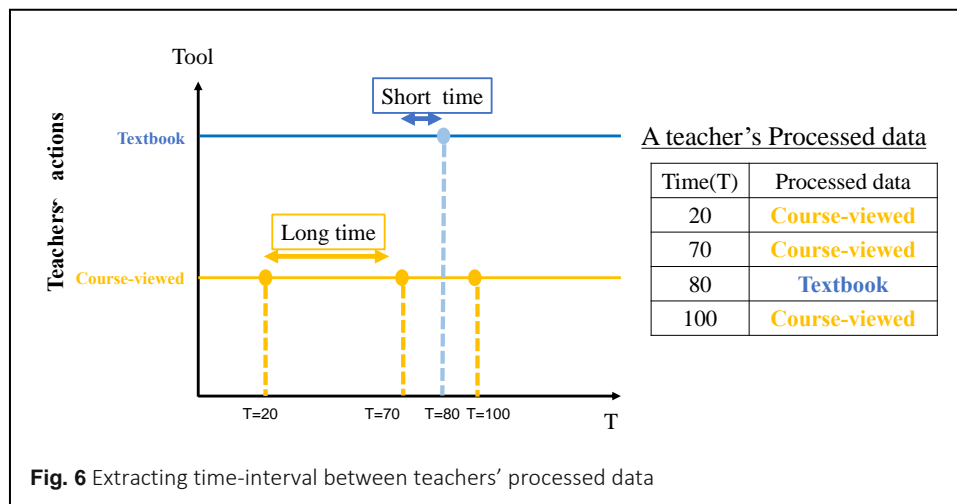 Tool
Short time
Textbook
Teachers' actions
Long time
Course-viewed
T=20
T=70
T=80
T=100
T
A teacher's Processed data
Time(T) Processed data
20 Course-viewed
70 Course-viewed
80 Textbook
100 Course-viewed
Fig. 6 Extracting time-interval between teachers' processed data